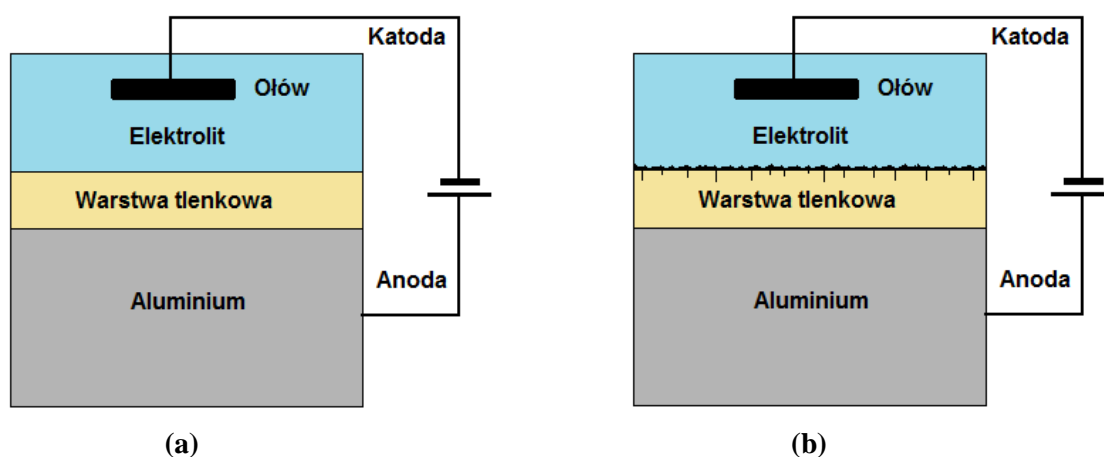 Katoda
Ołów
Elektrolit
Warstwa tlenkowa
Anoda
Aluminium
(a)
Katoda
Ołów
Elektrolit
Warstwa tlenkowa
Anoda
Aluminium
(b)